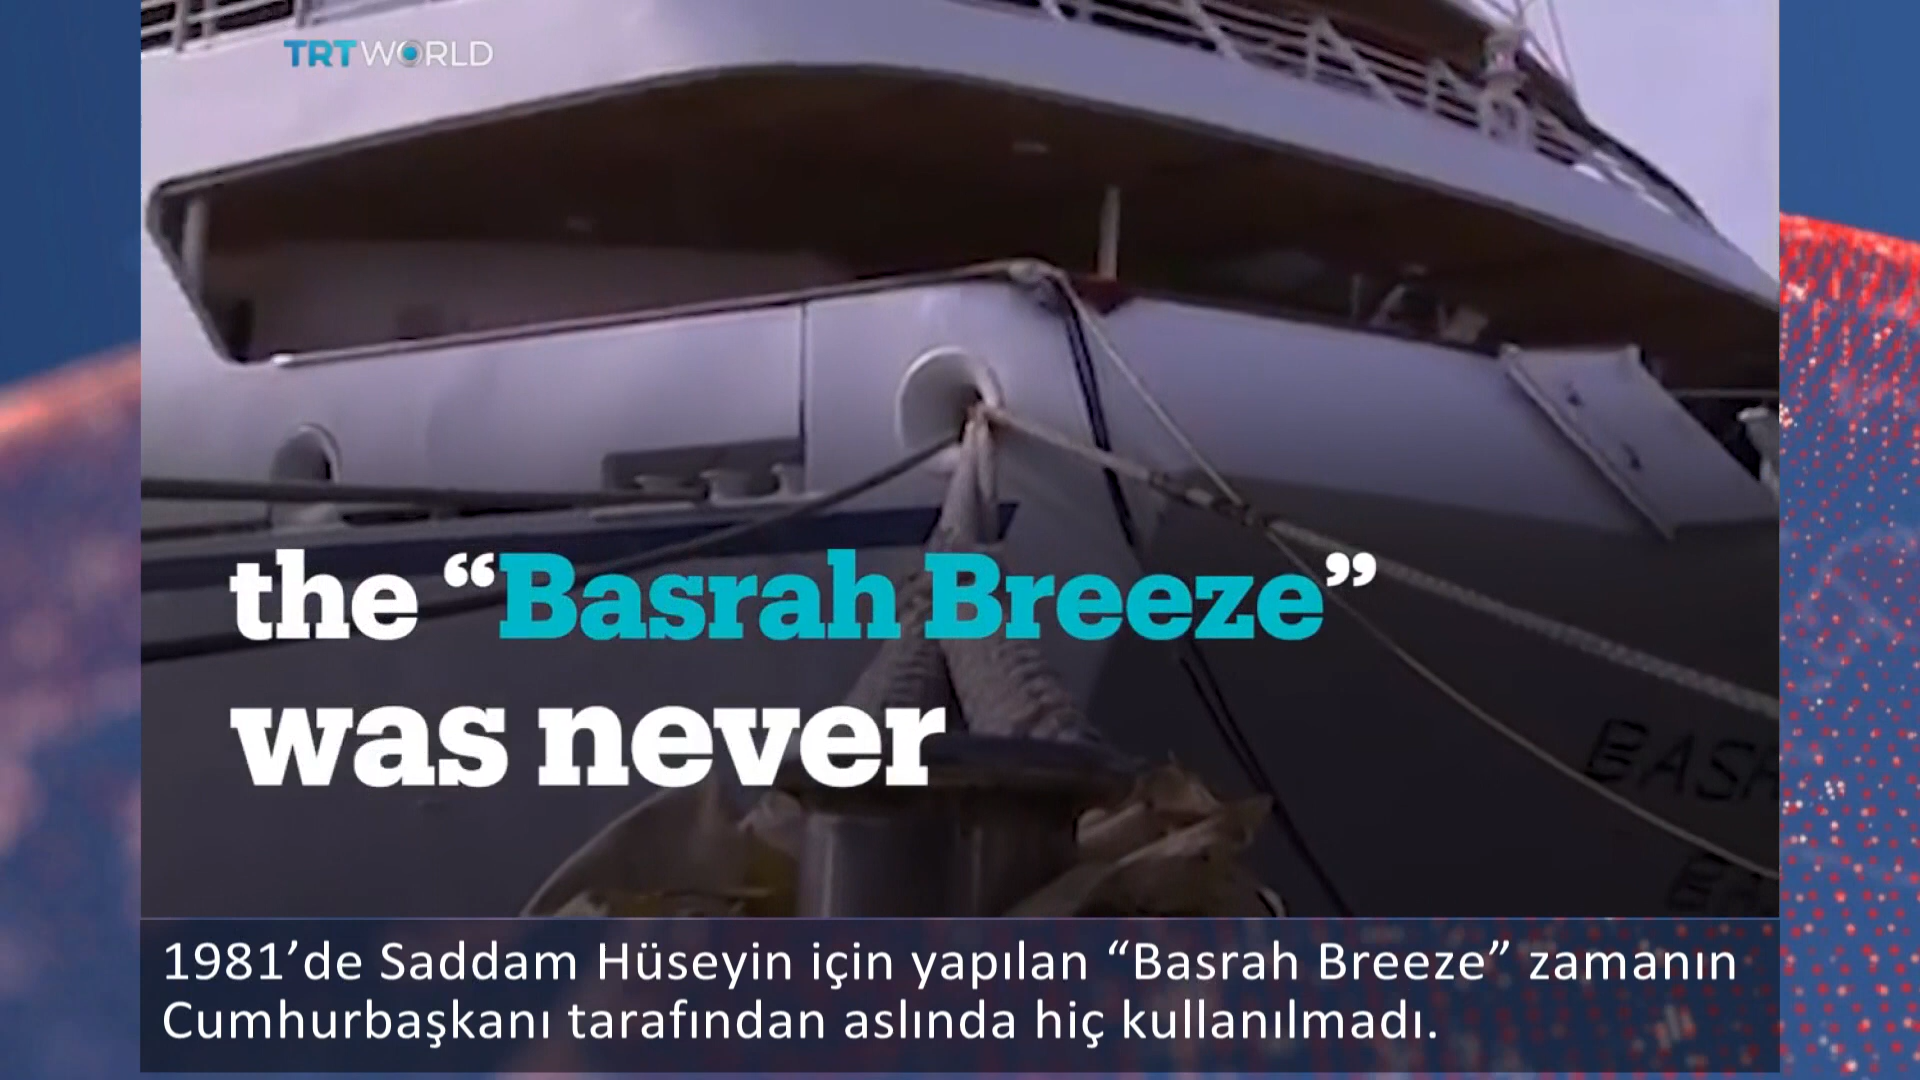 TRT WORLD
the “Basrah Breeze”
was never
1981’de Saddam Hüseyin için yapılan “Basrah Breeze” zamanın
Cumhurbaşkanı tarafından aslında hiç kullanılmadı.